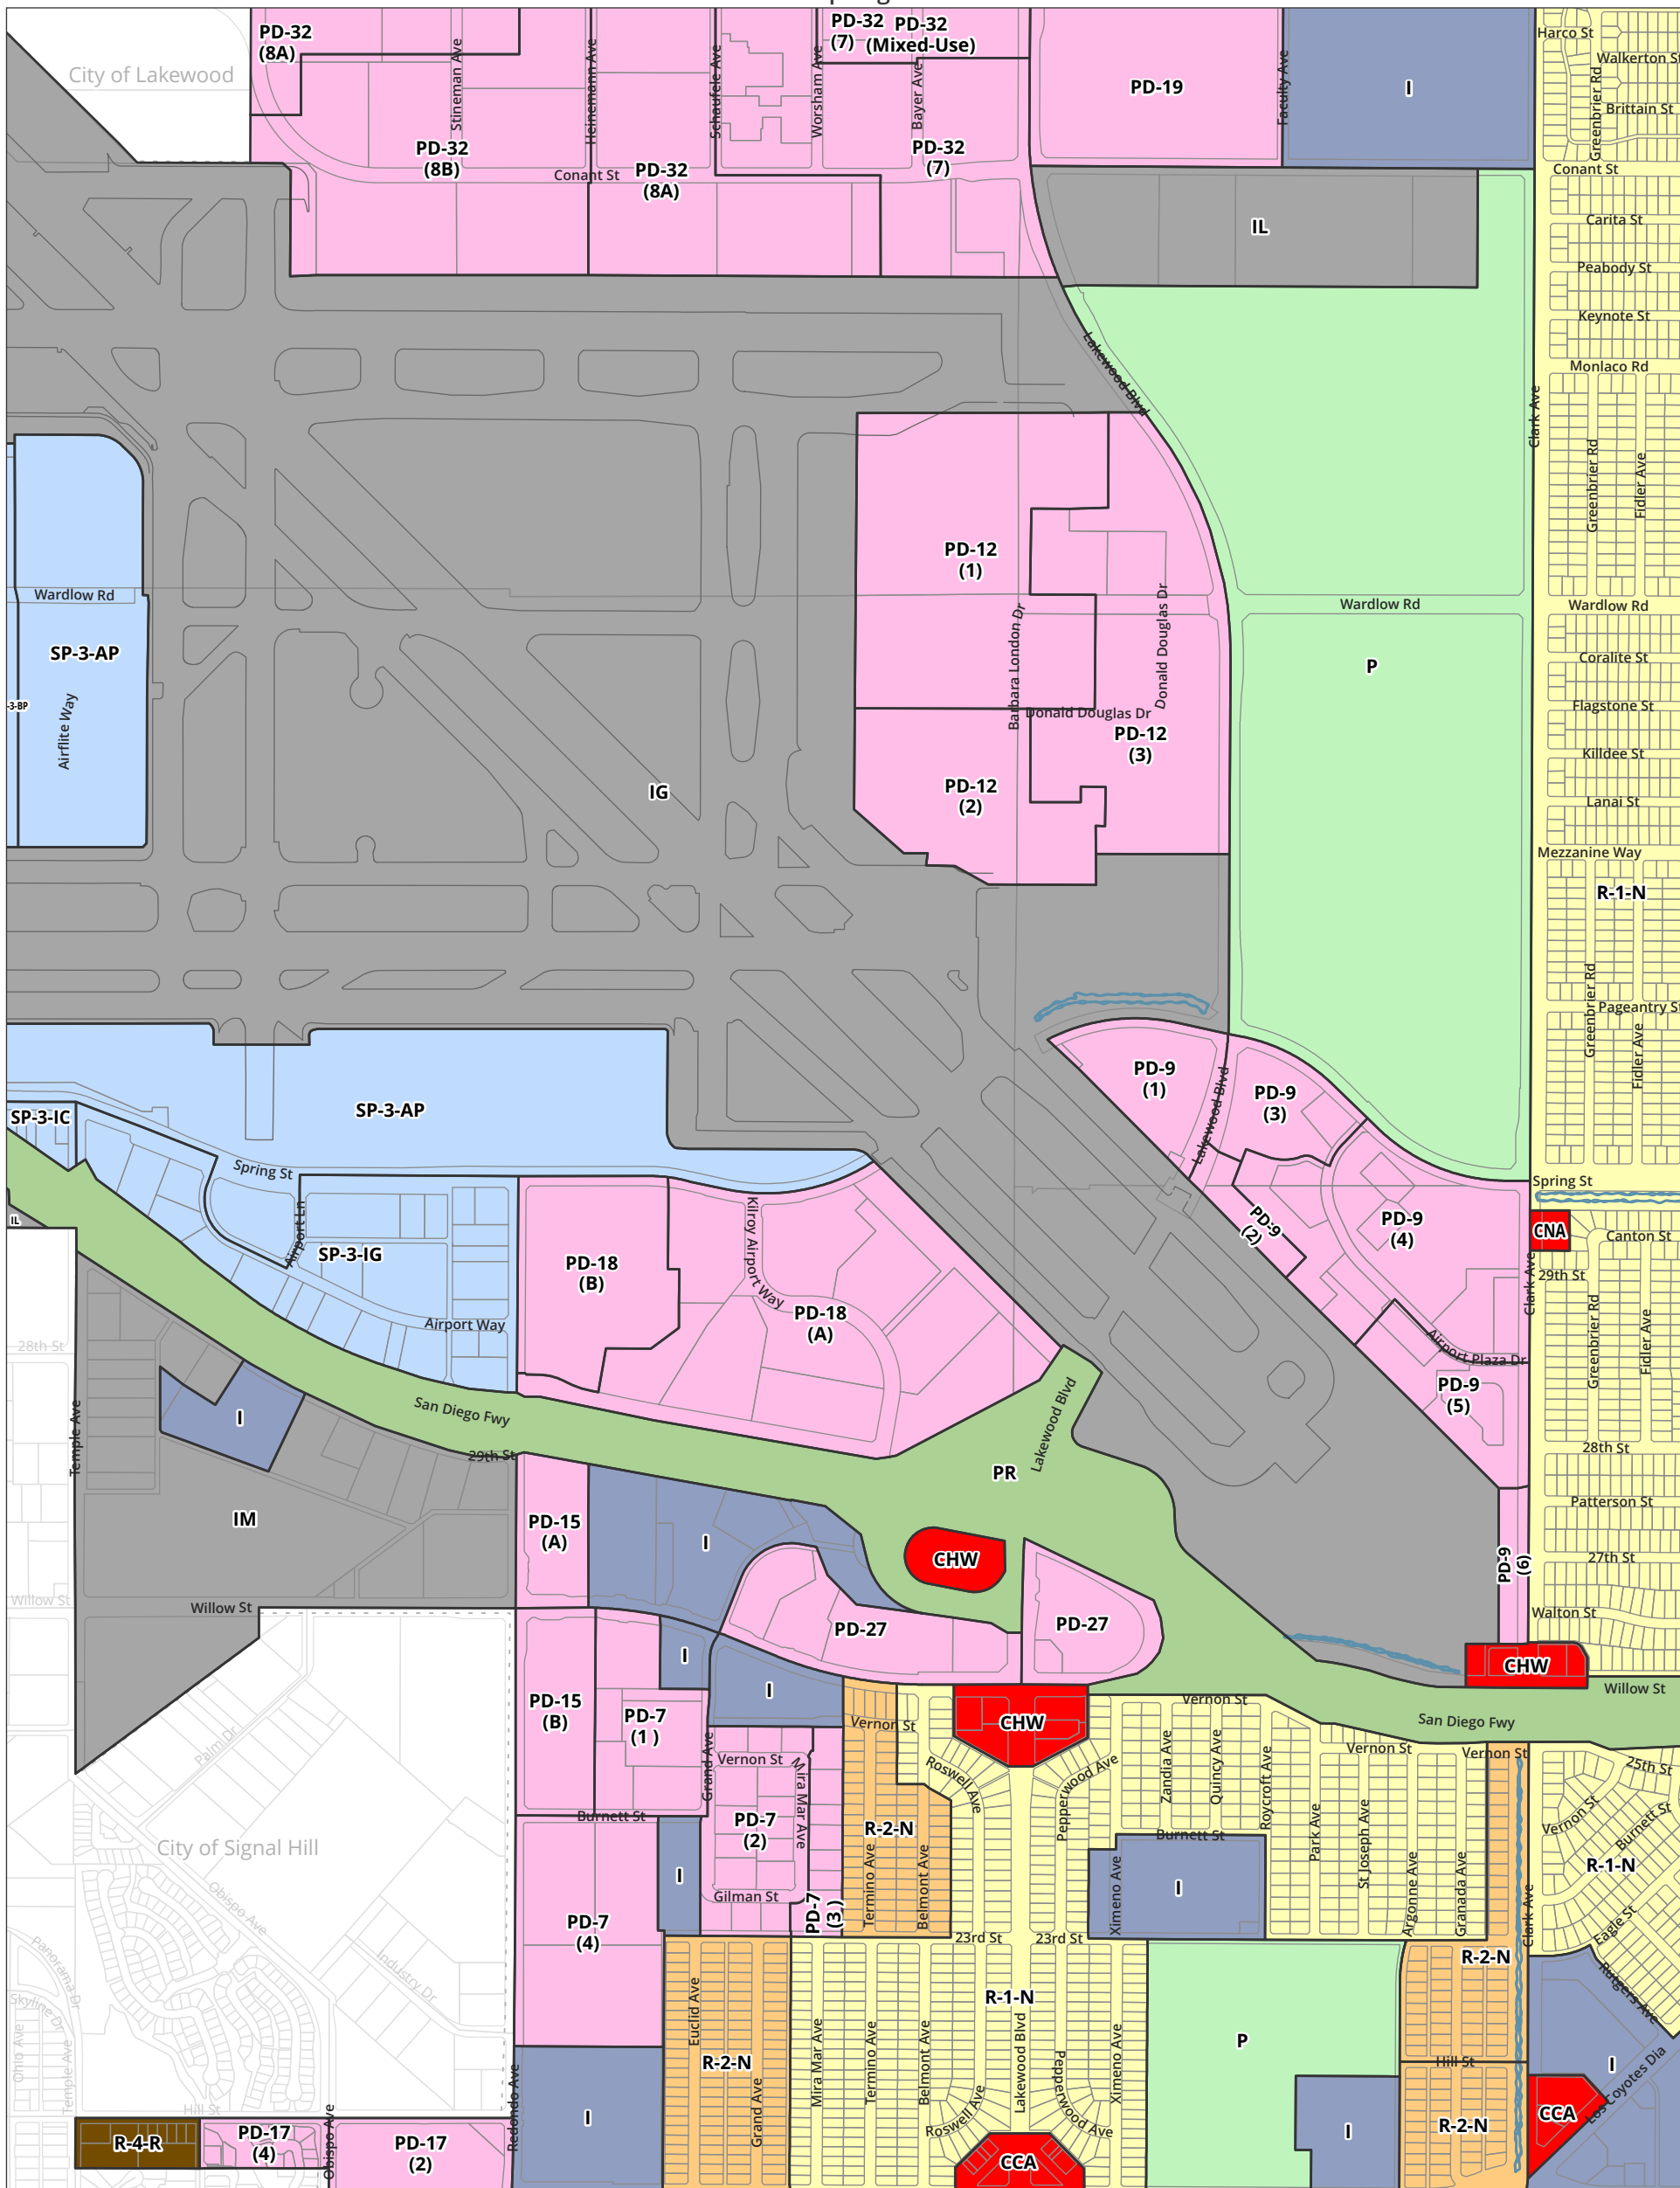 PD-32
(8A)
PD-32
(7)
PD-32
(Mixed-Use)
Harco St
Walkerton St
City of Lakewood
Stineman Ave
Heinemann Ave
Schaufele Ave
Worsham Ave
Bayer Ave
PD-19
Faculty Ave
I
Greenbrier Rd
Brittain St
PD-32
(8B)
PD-32
(8A)
PD-32
(7)
Conant St
Conant St
Carita St
IL
Peabody St
Keynote St
Lakewood Blvd
Monlaco Rd
Clark Ave
Greenbrier Rd
Fidler Ave
PD-12
(1)
Wardlow Rd
Wardlow Rd
Wardlow Rd
SP-3-AP
Barbara London Dr
Donald Douglas Dr
P
Coralite St
-3-BP
Airflite Way
Donald Douglas Dr
Flagstone St
PD-12
(3)
Killdee St
IG
PD-12
(2)
Lanai St
Mezzanine Way
R-1-N
Greenbrier Rd
Pageantry St
Fidler Ave
PD-9
(1)
PD-9
(3)
Lakewood Blvd
SP-3-IC
SP-3-AP
Spring St
Spring St
IL
Airport Ln
SP-3-IG
PD-18
(B)
Kilroy Airport Way
PD-18
(A)
PD-9
(2)
PD-9
(4)
CNA
Canton St
Clark Ave
29th St
Greenbrier Rd
Fidler Ave
Airport Way
28th St
Airport Plaza Dr
PD-9
(5)
San Diego Fwy
I
Temple Ave
29th St
Lakewood Blvd
PR
28th St
Patterson St
IM
PD-15
(A)
I
CHW
PD-9
(6)
27th St
Willow St
Willow St
PD-27
PD-27
Walton St
I
CHW
I
Willow St
PD-15
(B)
PD-7
(1 )
Vernon St
CHW
Vernon St
San Diego Fwy
Palm Dr
Grand Ave
Vernon St
Mira Mar Ave
Roswell Ave
Pepperwood Ave
Zandia Ave
Quincy Ave
Roycroft Ave
Vernon St
Vernon St
25th St
Burnett St
PD-7
(2)
R-2-N
Burnett St
Park Ave
St Joseph Ave
Vernon St
Burnett St
City of Signal Hill
I
Termino Ave
Belmont Ave
Ximeno Ave
I
Argonne Ave
Granada Ave
R-1-N
Gilman St
PD-7
(3 )
Obispo Ave
PD-7
(4)
23rd St
23rd St
Clark Ave
Eagle St
R-2-N
Panorama Dr
Industry Dr
Skyline Dr
Euclid Ave
R-1-N
Rutgers Ave
Ohio Ave
Temple Ave
Mira Mar Ave
Termino Ave
Belmont Ave
Lakewood Blvd
Pepperwood Ave
Ximeno Ave
P
Hill St
I
R-2-N
Hill St
Redondo Ave
I
Grand Ave
Roswell Ave
I
R-2-N
CCA
Los Coyotes Dia
R-4-R
PD-17
(4)
Obispo Ave
PD-17
(2)
CCA